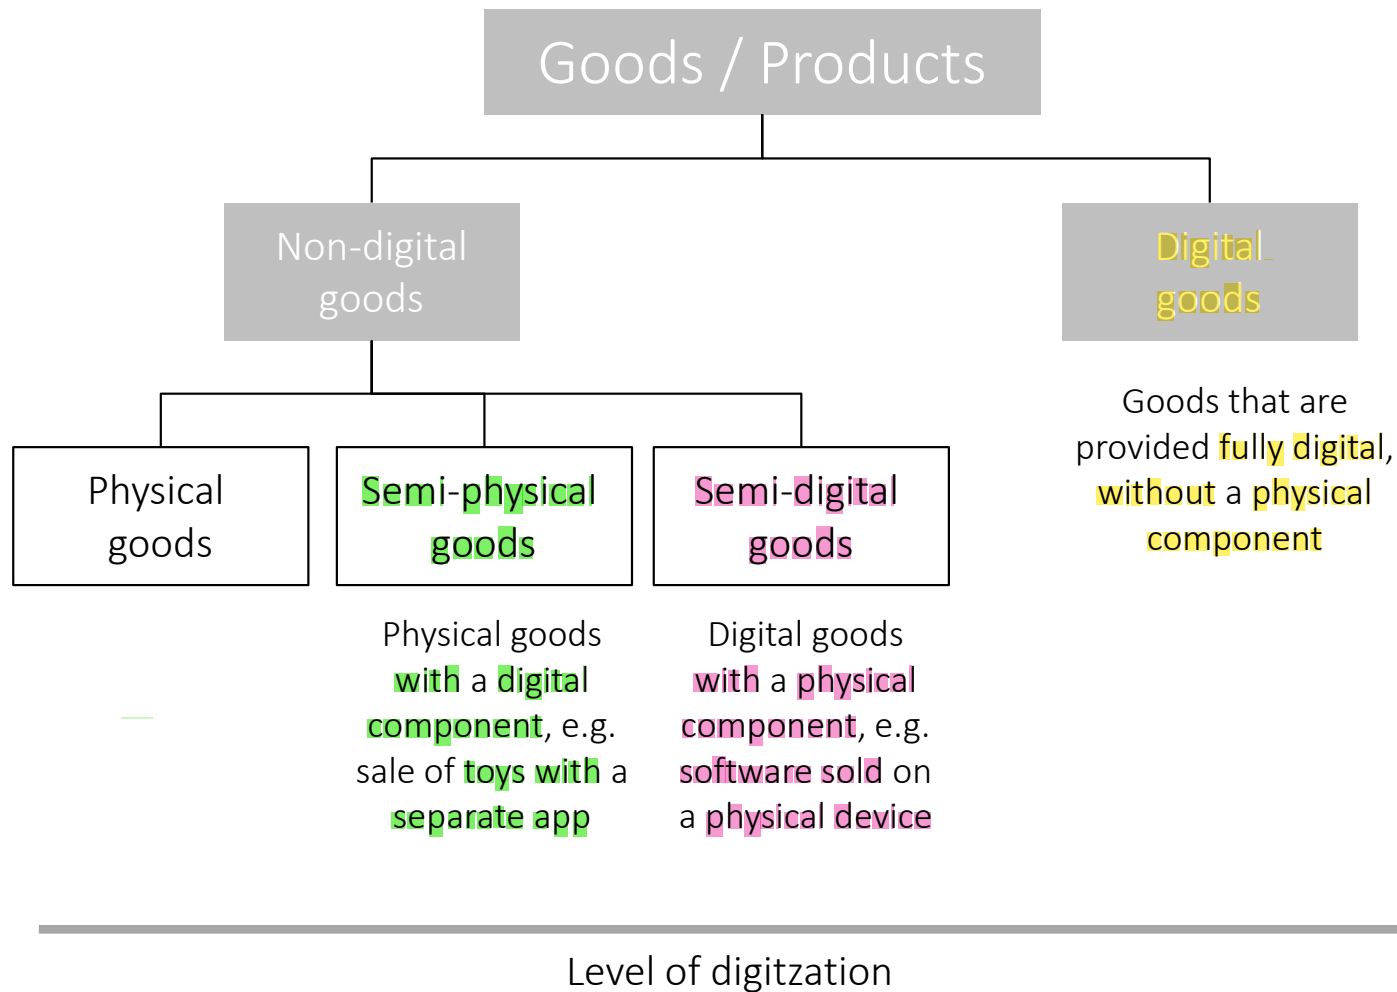 Goods / Products
Non-digital
goods
Digital
goods
Physical
goods
Semi-physical
goods
Semi-digital
goods
Goods that are
provided fully digital,
without a physical
component
Physical goods
with a digital
component, e.g.
sale of toys with a
separate app
Digital goods
with a physical
component, e.g.
software sold on
a physical device
Level of digitzation